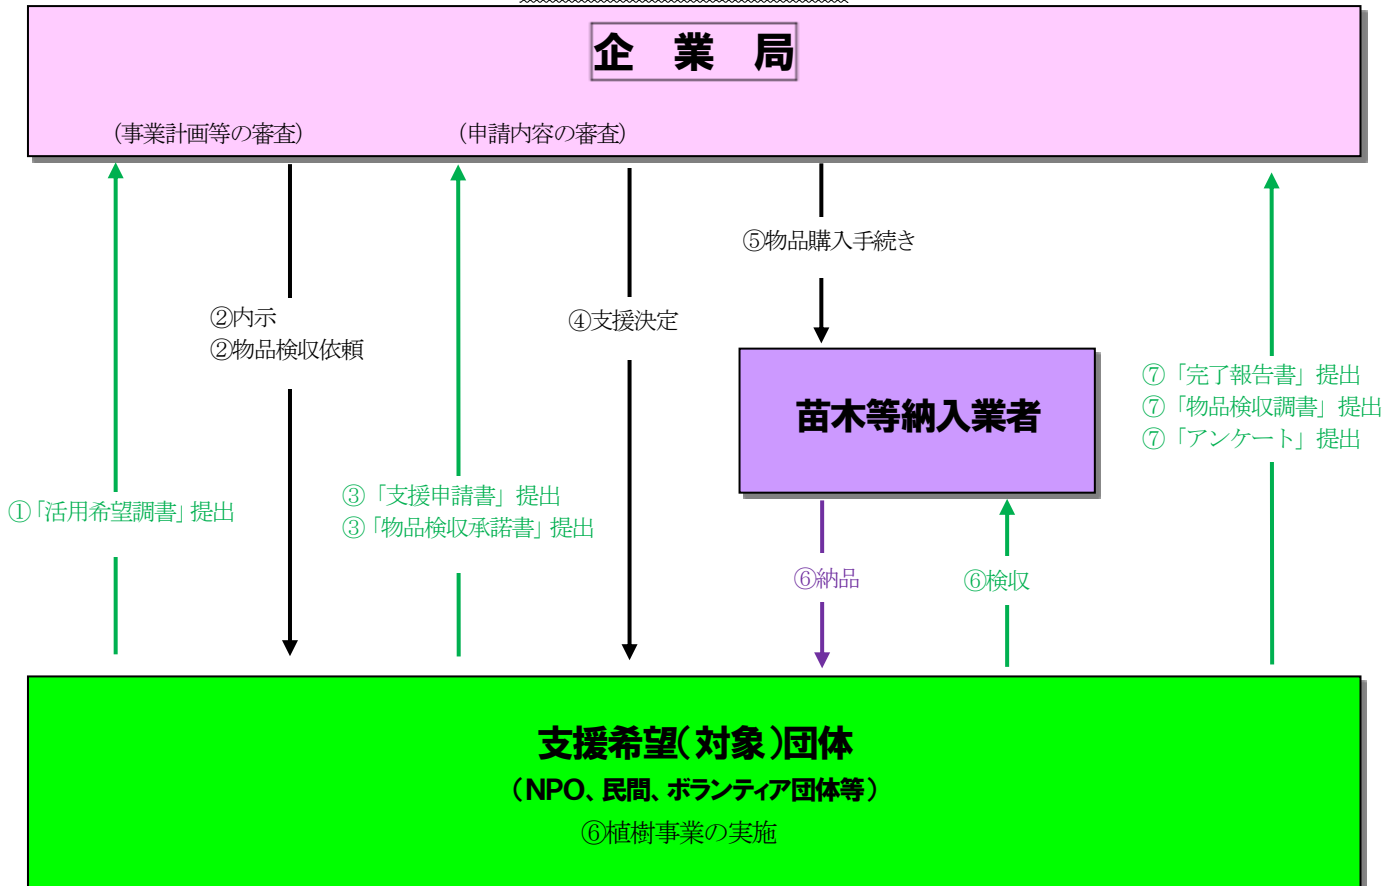 企　業　局
（事業計画等の審査）
（申請内容の審査）
⑤物品購入手続き
②内示
②物品検収依頼
④支援決定
苗木等納入業者
⑦「完了報告書」提出
⑦「物品検収調書」提出
⑦「アンケート」提出
①「活用希望調書」提出
③「支援申請書」提出
③「物品検収承諾書」提出
⑥納品
⑥検収
支援希望（対象）団体
（NPO、民間、ボランティア団体等）
⑥植樹事業の実施